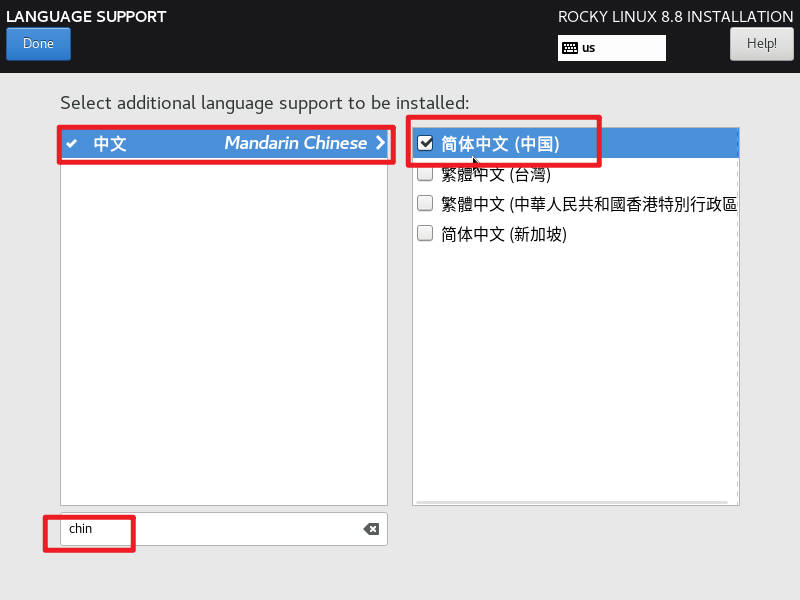 LANGUAGE SUPPORT
ROCKY LINUX 8.8 INSTALLATION
Done
us
Help!
Select additional language support to be installed:
中文 Mandarin Chinese
简体中文 (中国)
繁體中文 (台灣)
繁體中文 (中華人民共和國香港特別行政區
简体中文 (新加坡)
chin